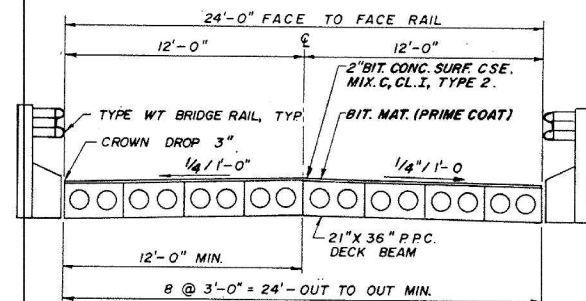 24'-0" FACE TO FACE RAIL
12'-0"
℄
12'-0"
2" BIT. CONC. SURF. CSE.
MIX. C, CL. I, TYPE 2.
TYPE WT BRIDGE RAIL, TYP
BIT. MAT. (PRIME COAT)
CROWN DROP 3"
1/4 / 1'-0"
1/4" / 1'-0
21" X 36" P.P.C.
DECK BEAM
12'-0" MIN.
8 @ 3'-0" = 24'- OUT TO OUT MIN.